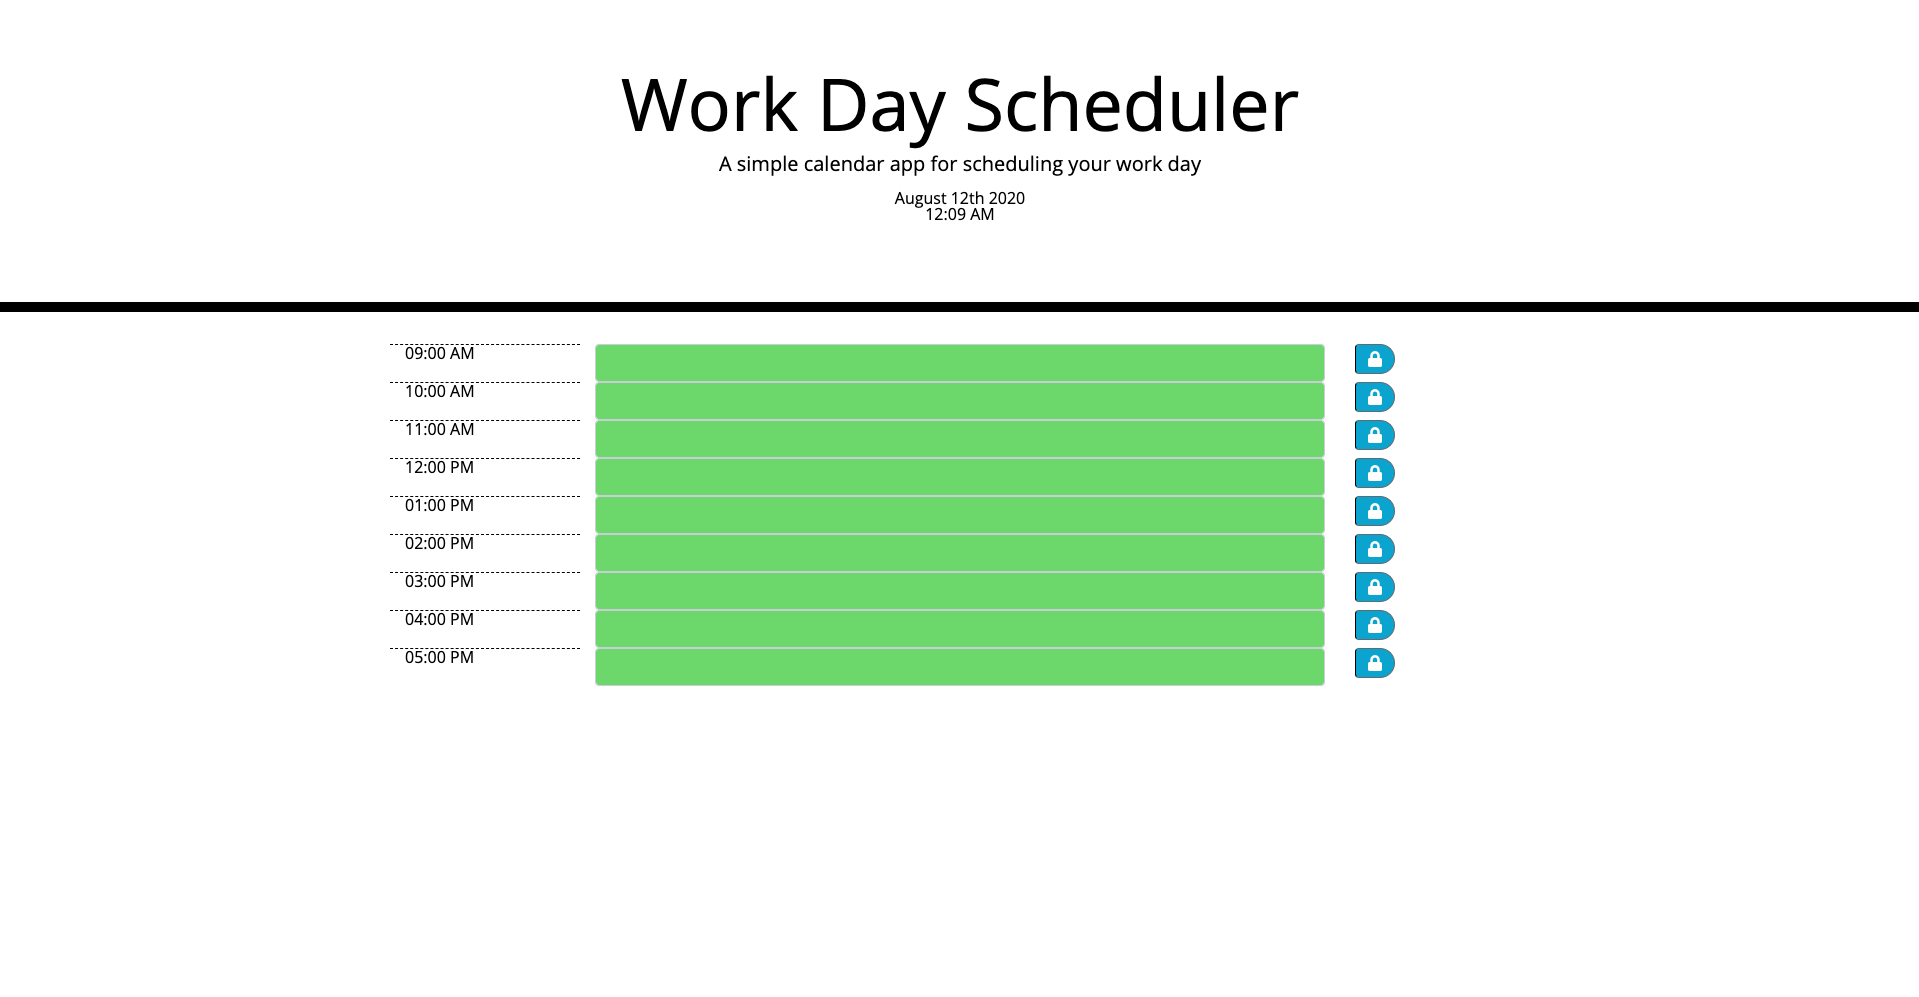 Work Day Scheduler
A simple calendar app for scheduling your work day
August 12th 2020
12:09 AM
09:00 AM
10:00 AM
11:00 AM
12:00 PM
01:00 PM
02:00 PM
03:00 PM
04:00 PM
05:00 PM